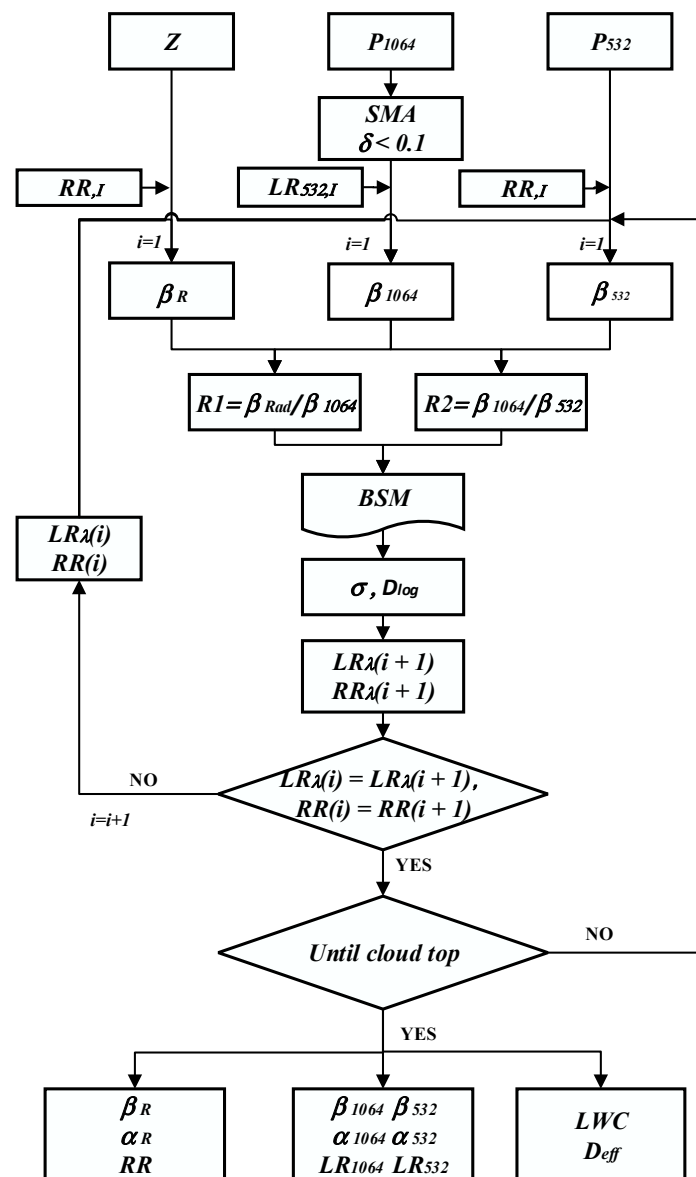 Z
P1064
P532
SMA
δ < 0.1
RR,I
LR532,I
RR,I
i=1
i=1
i=1
βR
β1064
β532
R1=βRad/β1064
R2=β1064/β532
BSM
LRλ(i)
RR(i)
σ, Dlog
LRλ(i + 1)
RRλ(i + 1)
NO
LRλ(i) = LRλ(i + 1),
RR(i) = RR(i + 1)
i=i+1
YES
Until cloud top
NO
YES
βR
αR
RR
β1064 β532
α1064 α532
LR1064 LR532
LWC
Deff